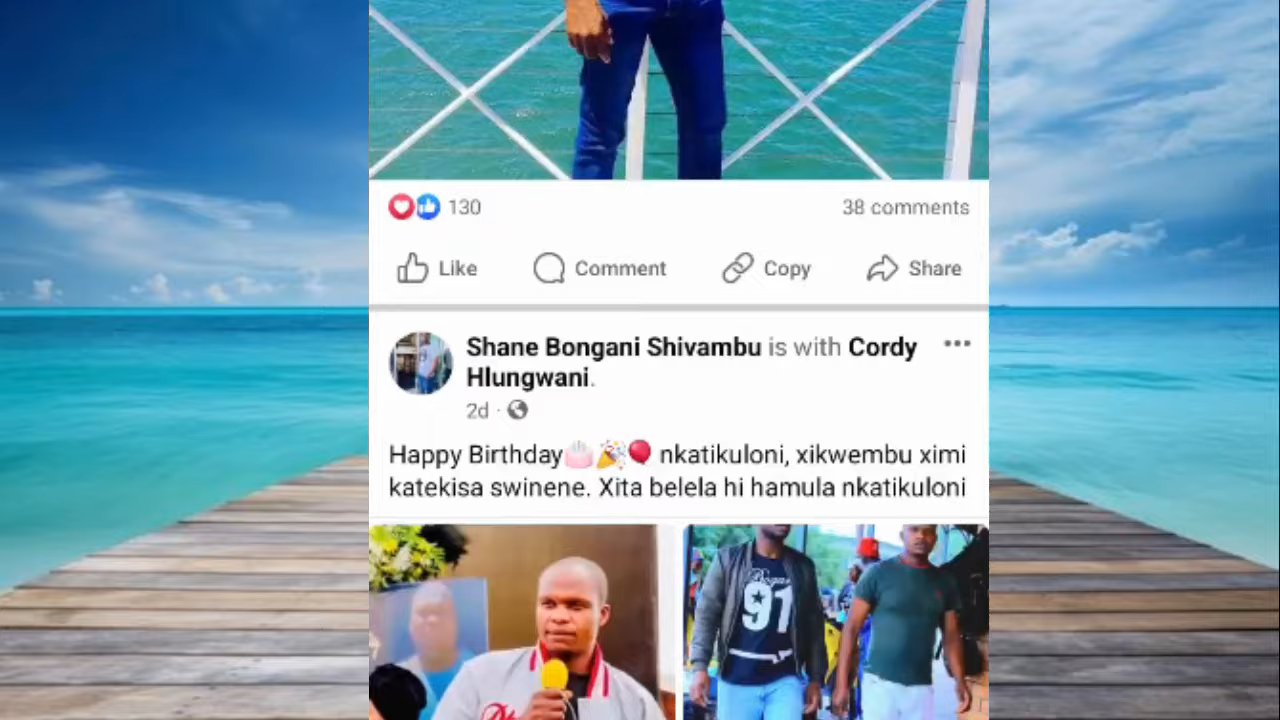 130
38 comments
Like Comment Copy Share
Shane Bongani Shivambu is with Cordy
Hlungwani.
2d ·
Happy Birthday🎂🎉🎈 nkatikuloni, xikwembu ximi
katekisa swinene. Xita belela hi hamula nkatikuloni
91